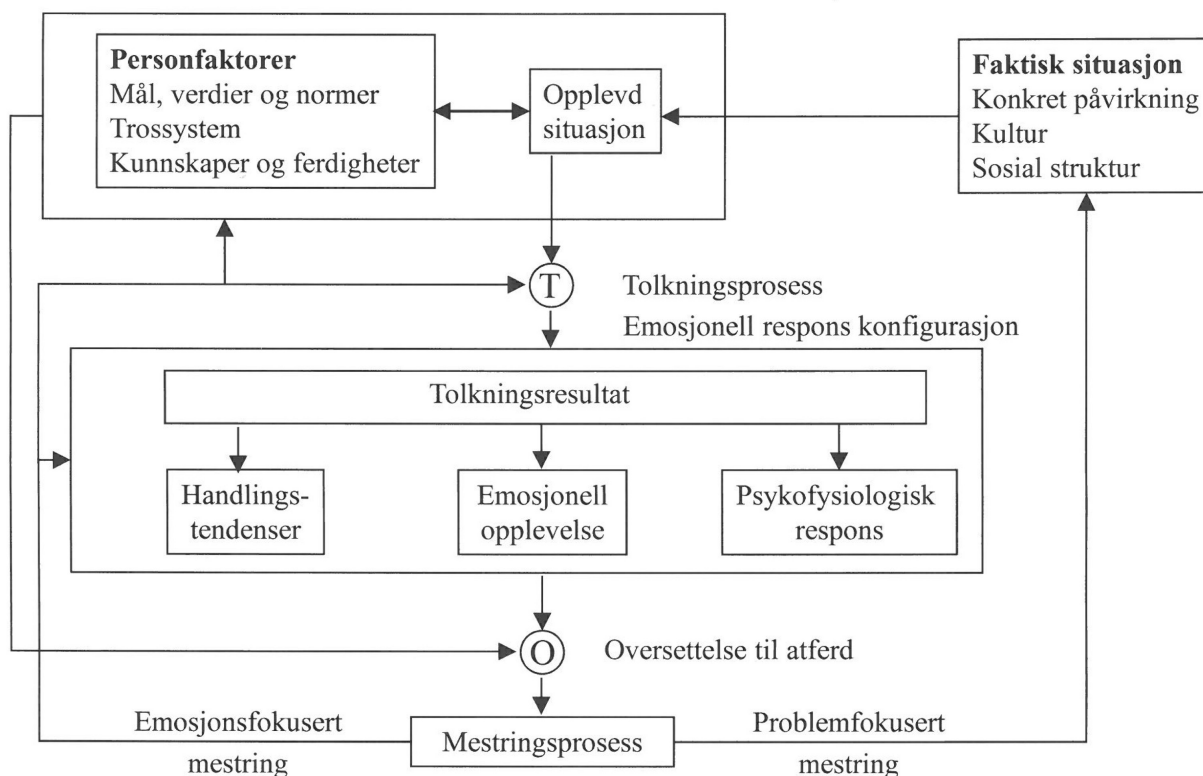 Personfaktorer
Mål, verdier og normer
Trossystem
Kunnskaper og ferdigheter
Opplevd
situasjon
Faktisk situasjon
Konkret påvirkning
Kultur
Sosial struktur
T
Tolkningsprosess
Emosjonell respons konfigurasjon
Tolkningsresultat
Handlings-
tendenser
Emosjonell
opplevelse
Psykofysiologisk
respons
O
Oversettelse til atferd
Emosjonsfokusert
mestring
Mestringsprosess
Problemfokusert
mestring